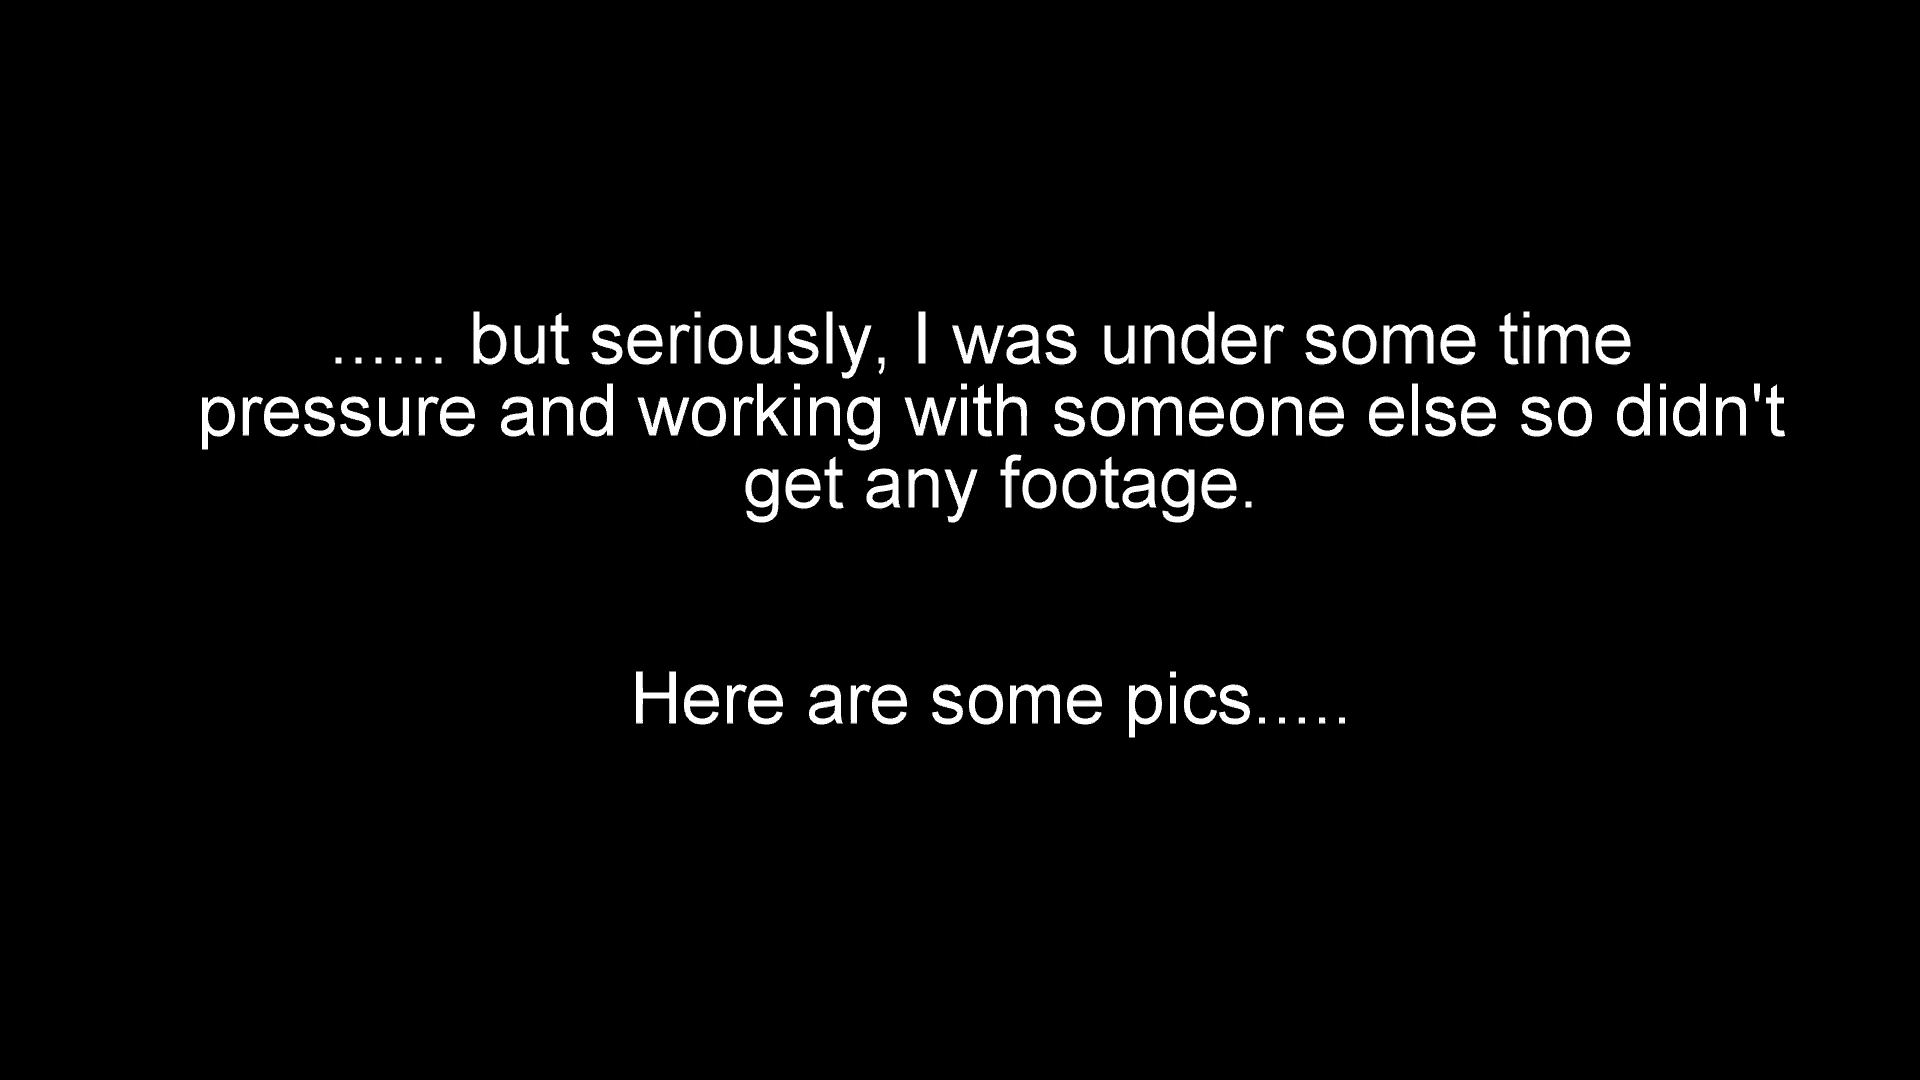 ...... but seriously, I was under some time
pressure and working with someone else so didn't
get any footage.
Here are some pics.....